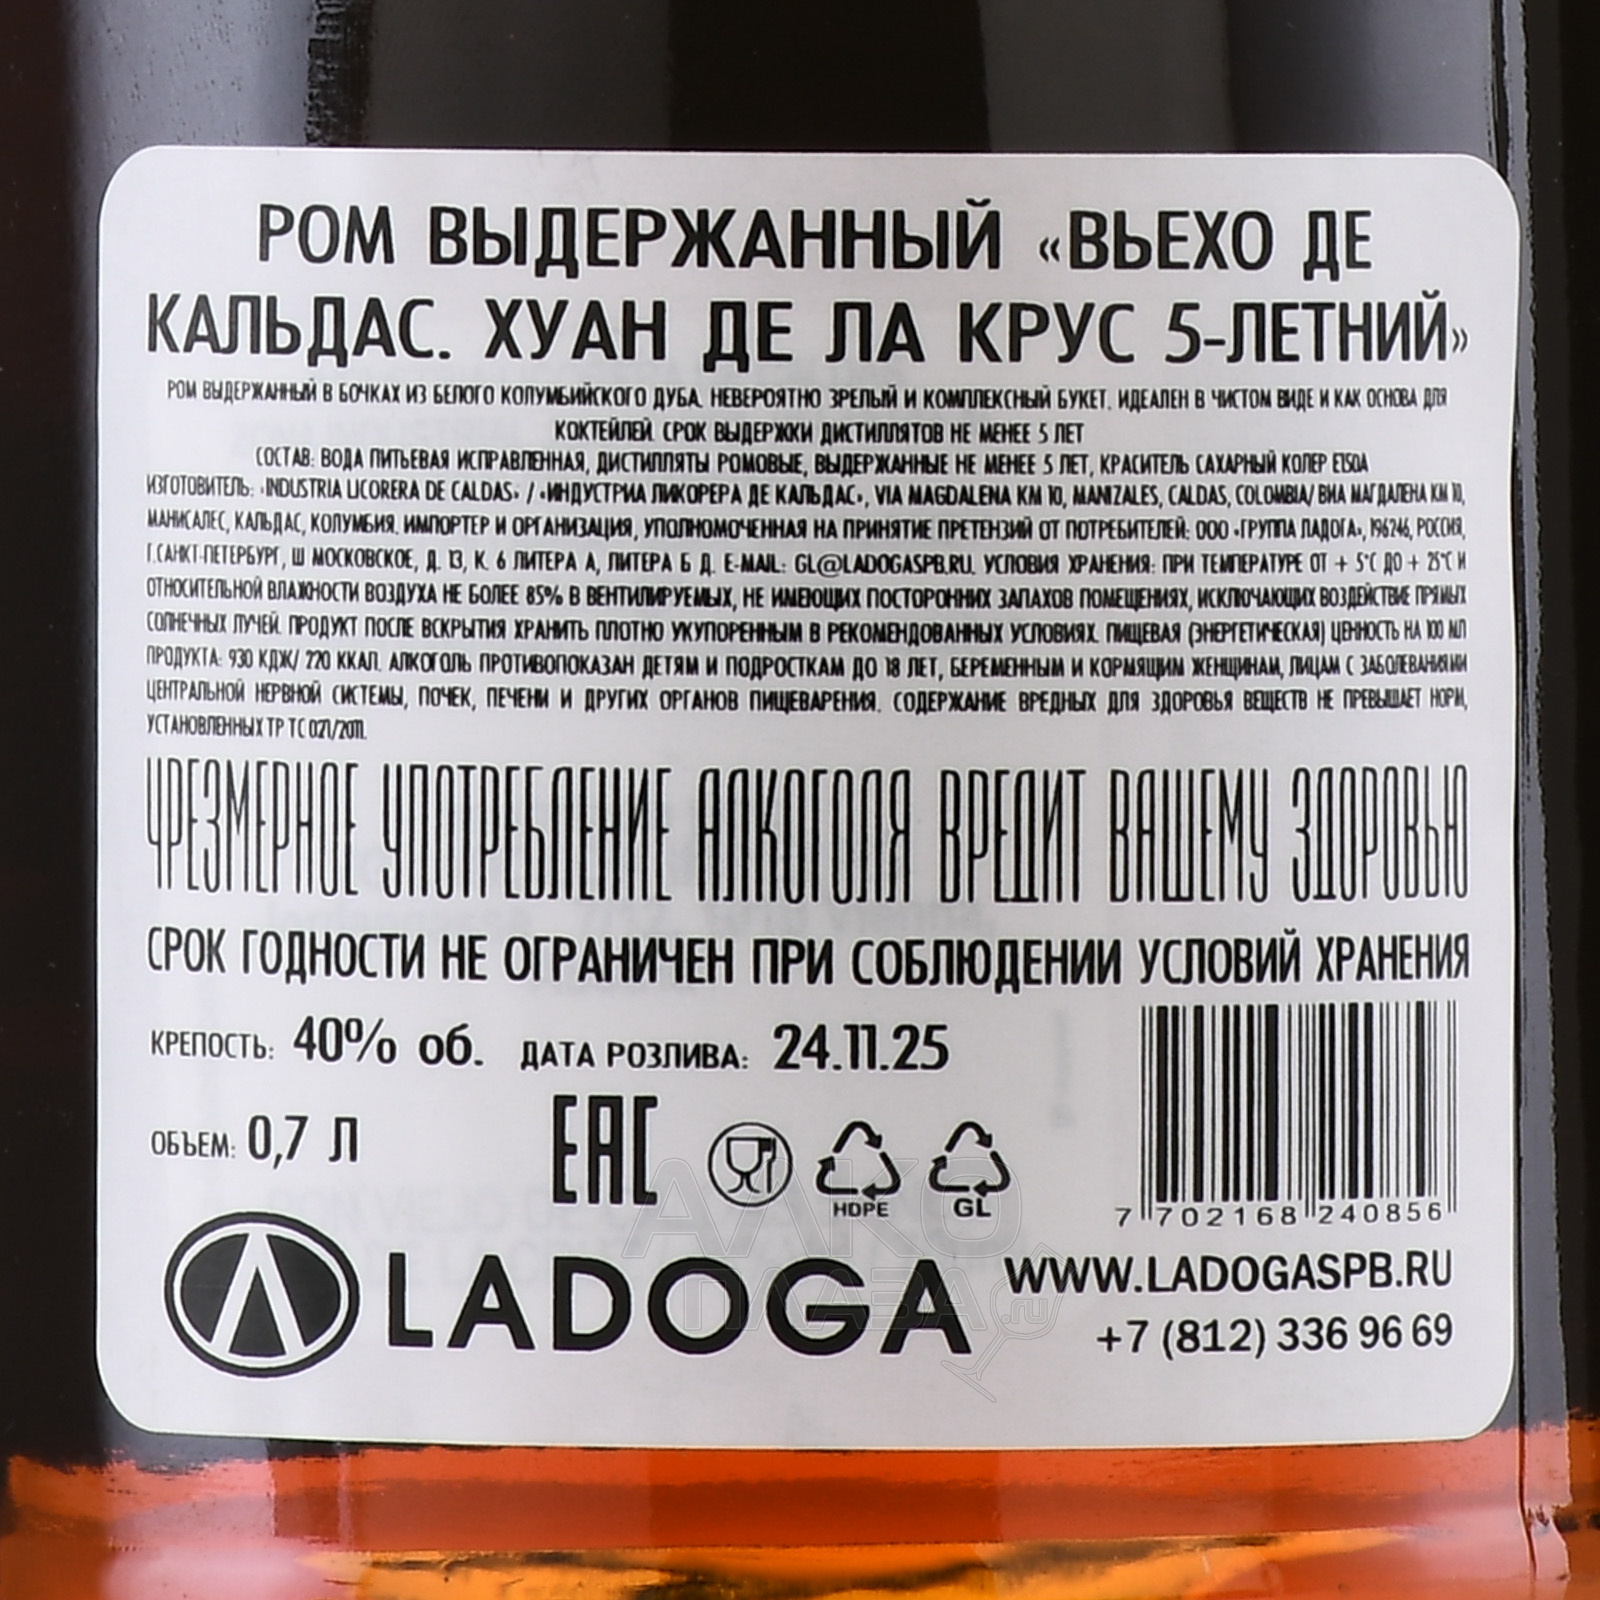 РОМ ВЫДЕРЖАННЫЙ «ВЬЕХО ДЕ
КАЛЬДАС. ХУАН ДЕ ЛА КРУС 5-ЛЕТНИЙ»
РОМ ВЫДЕРЖАННЫЙ В БОЧКАХ ИЗ БЕЛОГО КОЛУМБИЙСКОГО ДУБА. НЕВЕРОЯТНО ЗРЕЛЫЙ И КОМПЛЕКСНЫЙ БУКЕТ. ИДЕАЛЕН В ЧИСТОМ ВИДЕ И КАК ОСНОВА ДЛЯ
КОКТЕЙЛЕЙ. СРОК ВЫДЕРЖКИ ДИСТИЛЛЯТОВ НЕ МЕНЕЕ 5 ЛЕТ
СОСТАВ: ВОДА ПИТЬЕВАЯ ИСПРАВЛЕННАЯ, ДИСТИЛЛЯТЫ РОМОВЫЕ, ВЫДЕРЖАННЫЕ НЕ МЕНЕЕ 5 ЛЕТ, КРАСИТЕЛЬ САХАРНЫЙ КОЛЕР Е150А
ИЗГОТОВИТЕЛЬ: «INDUSTRIA LICORERA DE CALDAS» / «ИНДУСТРИА ЛИКОРЕРА ДЕ КАЛЬДАС», VIA MAGDALENA KM 10, MANIZALES, CALDAS, COLOMBIA/ ВИА МАГДАЛЕНА КМ 10,
МАНИСАЛЕС, КАЛЬДАС, КОЛУМБИЯ. ИМПОРТЕР И ОРГАНИЗАЦИЯ, УПОЛНОМОЧЕННАЯ НА ПРИНЯТИЕ ПРЕТЕНЗИЙ ОТ ПОТРЕБИТЕЛЕЙ: ООО «ГРУППА ЛАДОГА», 196246, РОССИЯ,
Г.САНКТ-ПЕТЕРБУРГ, Ш МОСКОВСКОЕ, Д. 13, К. 6 ЛИТЕРА А, ЛИТЕРА Б Д. E-MAIL: GL@LADOGASPB.RU. УСЛОВИЯ ХРАНЕНИЯ: ПРИ ТЕМПЕРАТУРЕ ОТ + 5°С ДО + 25°С И
ОТНОСИТЕЛЬНОЙ ВЛАЖНОСТИ ВОЗДУХА НЕ БОЛЕЕ 85% В ВЕНТИЛИРУЕМЫХ, НЕ ИМЕЮЩИХ ПОСТОРОННИХ ЗАПАХОВ ПОМЕЩЕНИЯХ, ИСКЛЮЧАЮЩИХ ВОЗДЕЙСТВИЕ ПРЯМЫХ
СОЛНЕЧНЫХ ЛУЧЕЙ. ПРОДУКТ ПОСЛЕ ВСКРЫТИЯ ХРАНИТЬ ПЛОТНО УКУПОРЕННЫМ В РЕКОМЕНДОВАННЫХ УСЛОВИЯХ. ПИЩЕВАЯ (ЭНЕРГЕТИЧЕСКАЯ) ЦЕННОСТЬ НА 100 МЛ
ПРОДУКТА: 930 КДЖ/ 220 ККАЛ. АЛКОГОЛЬ ПРОТИВОПОКАЗАН ДЕТЯМ И ПОДРОСТКАМ ДО 18 ЛЕТ, БЕРЕМЕННЫМ И КОРМЯЩИМ ЖЕНЩИНАМ, ЛИЦАМ С ЗАБОЛЕВАНИЯМИ
ЦЕНТРАЛЬНОЙ НЕРВНОЙ СИСТЕМЫ, ПОЧЕК, ПЕЧЕНИ И ДРУГИХ ОРГАНОВ ПИЩЕВАРЕНИЯ. СОДЕРЖАНИЕ ВРЕДНЫХ ДЛЯ ЗДОРОВЬЯ ВЕЩЕСТВ НЕ ПРЕВЫШАЕТ НОРМ,
УСТАНОВЛЕННЫХ ТР ТС 021/2011.
ЧРЕЗМЕРНОЕ УПОТРЕБЛЕНИЕ АЛКОГОЛЯ ВРЕДИТ ВАШЕМУ ЗДОРОВЬЮ
СРОК ГОДНОСТИ НЕ ОГРАНИЧЕН ПРИ СОБЛЮДЕНИИ УСЛОВИЙ ХРАНЕНИЯ
КРЕПОСТЬ: 40% об. ДАТА РОЗЛИВА: 24.11.25
ОБЪЕМ: 0,7 Л
EAC
HDPE
GL
7 702168 240856
LADOGA
WWW.LADOGASPB.RU
+7 (812) 336 96 69
АЛКО
ПЛАЗА.ru